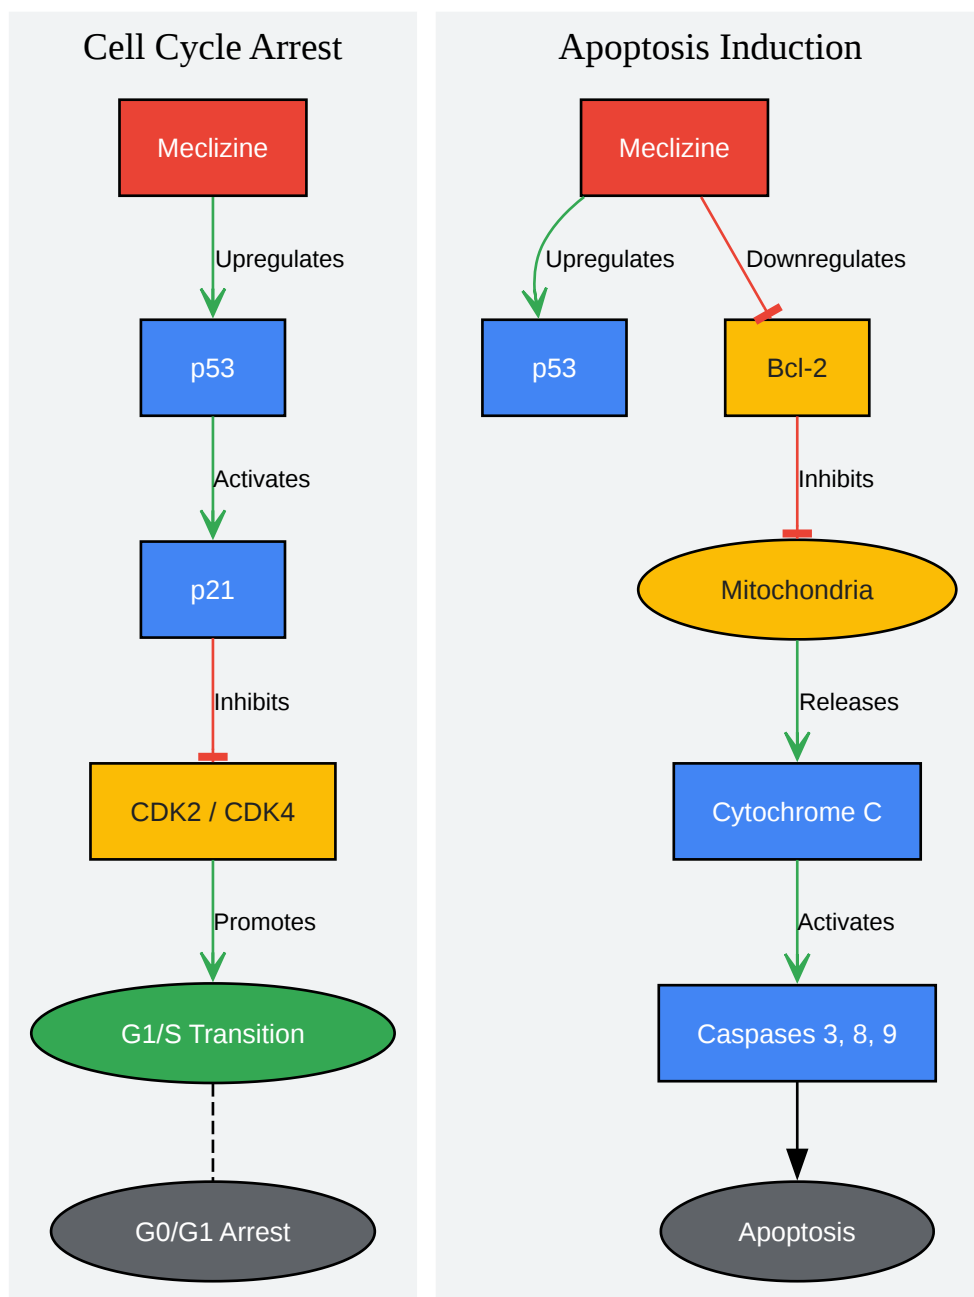 Cell Cycle Arrest
Meclizine
Upregulates
p53
Activates
p21
Inhibits
CDK2 / CDK4
Promotes
G1/S Transition
G0/G1 Arrest
Apoptosis Induction
Meclizine
Upregulates
Downregulates
p53
Bcl-2
Inhibits
Mitochondria
Releases
Cytochrome C
Activates
Caspases 3, 8, 9
Apoptosis